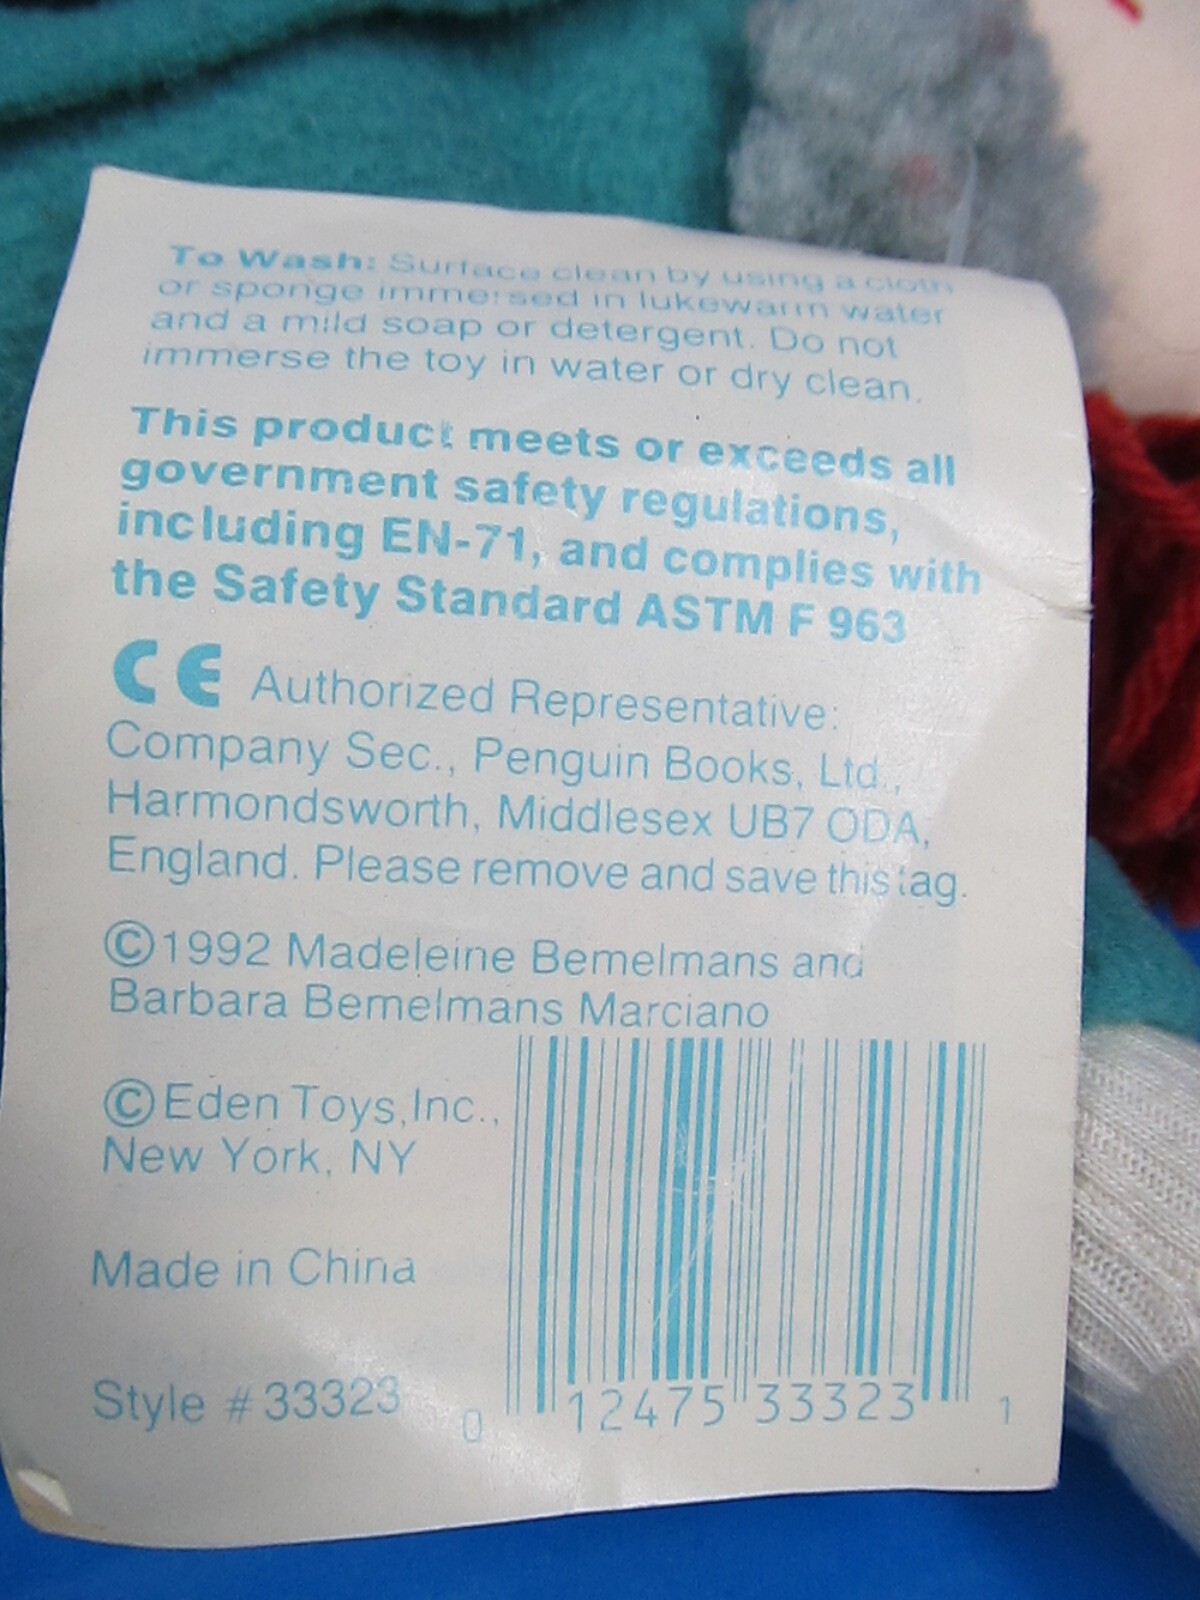 To Wash: Surface clean by using a cloth
or sponge immersed in lukewarm water
and a mild soap or detergent. Do not
immerse the toy in water or dry clean.
This product meets or exceeds all
government safety regulations,
including EN-71, and complies with
the Safety Standard ASTM F 963
CE Authorized Representative:
Company Sec., Penguin Books, Ltd.,
Harmondsworth, Middlesex UB7 ODA,
England. Please remove and save this tag.
©1992 Madeleine Bemelmans and
Barbara Bemelmans Marciano
©Eden Toys, Inc.,
New York, NY
Made in China
Style #33323
0 12475 33323 1